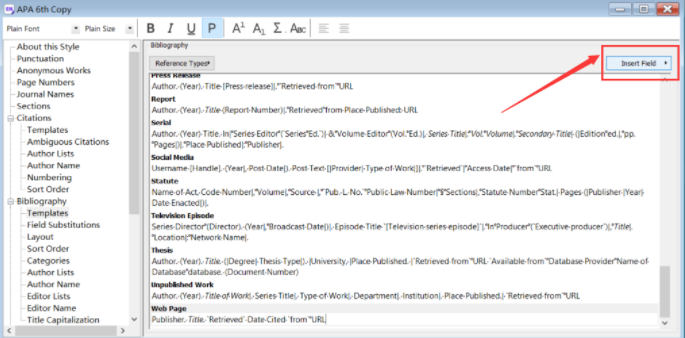 APA 6th Copy
Plain Font
Plain Size
B I U P A¹ A₁ Σ ABC
About this Style
Punctuation
Anonymous Works
Page Numbers
Journal Names
Sections
Citations
Templates
Ambiguous Citations
Author Lists
Author Name
Numbering
Sort Order
Bibliography
Templates
Field Substitutions
Layout
Sort Order
Categories
Author Lists
Author Name
Editor Lists
Editor Name
Title Capitalization
Bibliography
Reference Types
Insert Field
Press Release
Author.·(Year).·Title·[Press·release]|,°`Retrieved·from`°URL
Report
Author.·(Year).·Title·(Report·Number)|,°Retrieved°from·Place·Published:·URL
Serial
Author.·(Year).·Title.·In|°Series·Editor°(`Series°Ed.`)|·&°Volume·Editor°(Vol.°Ed.)|,·Series·Title|,°Vol.°Volume|,°Secondary·Title|·(|Edition°ed.|,°pp.
°Pages|)|.°Place·Published|:°Publisher|.
Social Media
Username·[Handle].·(Year|,·Post·Date|).·Post·Text·[|Provider|·Type·of·Work|]|.°`Retrieved`|°Access·Date|°`from`°URL
Statute
Name·of·Act,·Code·Number|,°Volume|,°Source·|,°`Pub.·L.·No.`°Public·Law·Number|°§°Sections|,°Statute·Number°Stat.|·Pages·(|Publisher·|Year|·
Date·Enacted|)|.
Television Episode
Series·Director°(Director).·(Year|,°Broadcast·Date|)|.·Episode·Title·`[Television·series·episode]`|,°In°Producer°(`Executive·producer`)|,°Title|.
°Location|:°Network·Name|.
Thesis
Author.·(Year).·Title.·(|Degree|·Thesis·Type|)|.·|University,·|Place·Published.·|`Retrieved·from`°URL·`Available·from`°Database·Provider°Name·of·
Database°database.·(Document·Number)
Unpublished Work
Author.·(Year).·Title·of·Work|.·Series·Title|.·Type·of·Work|.·Department|.·Institution|.·Place·Published.|·`Retrieved·from`°URL
Web Page
Publisher.·Title.·`Retrieved`·Date·Cited·`from`°URL